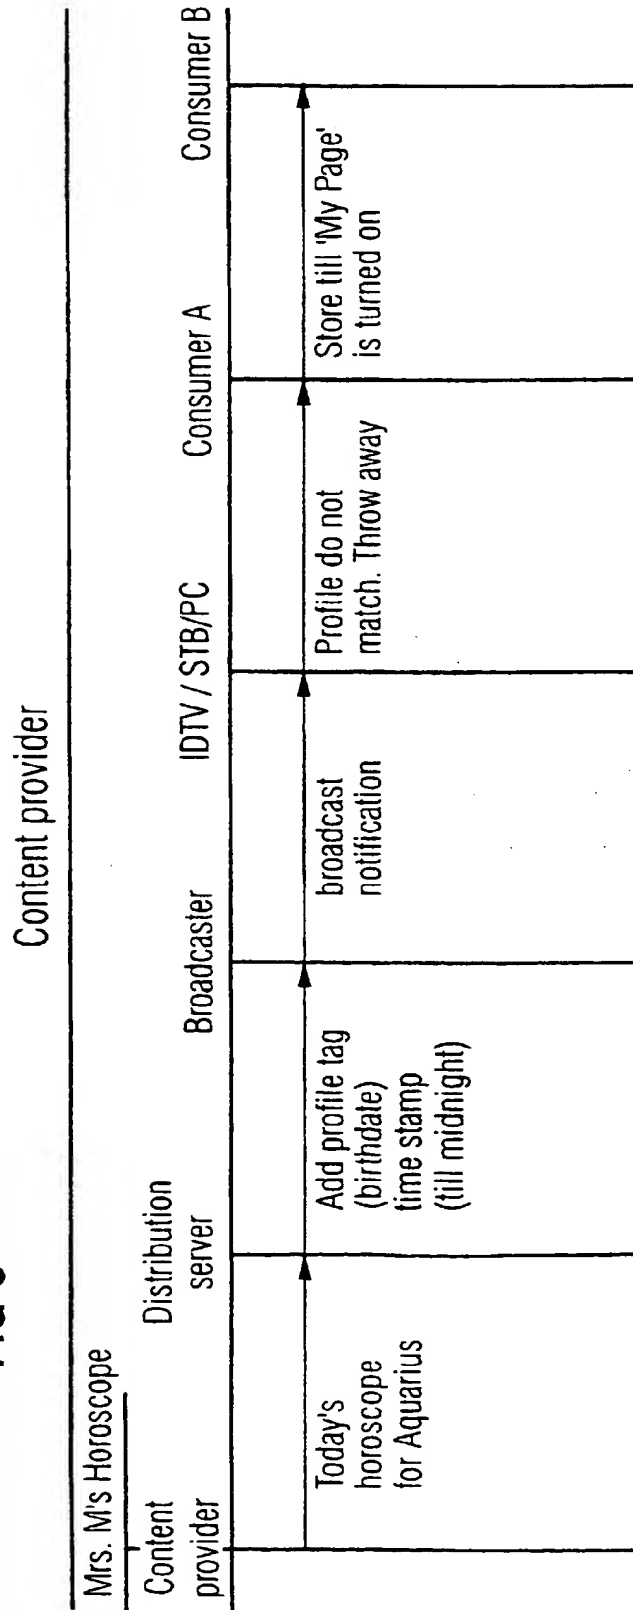 Content provider
Mrs. M's Horoscope
Content
provider
Distribution
server
Broadcaster
IDTV / STB/PC
Consumer A
Consumer B
Today's
horoscope
for Aquarius
Add profile tag
(birthdate)
time stamp
(till midnight)
broadcast
notification
Profile do not
match. Throw away
Store till 'My Page'
is turned on